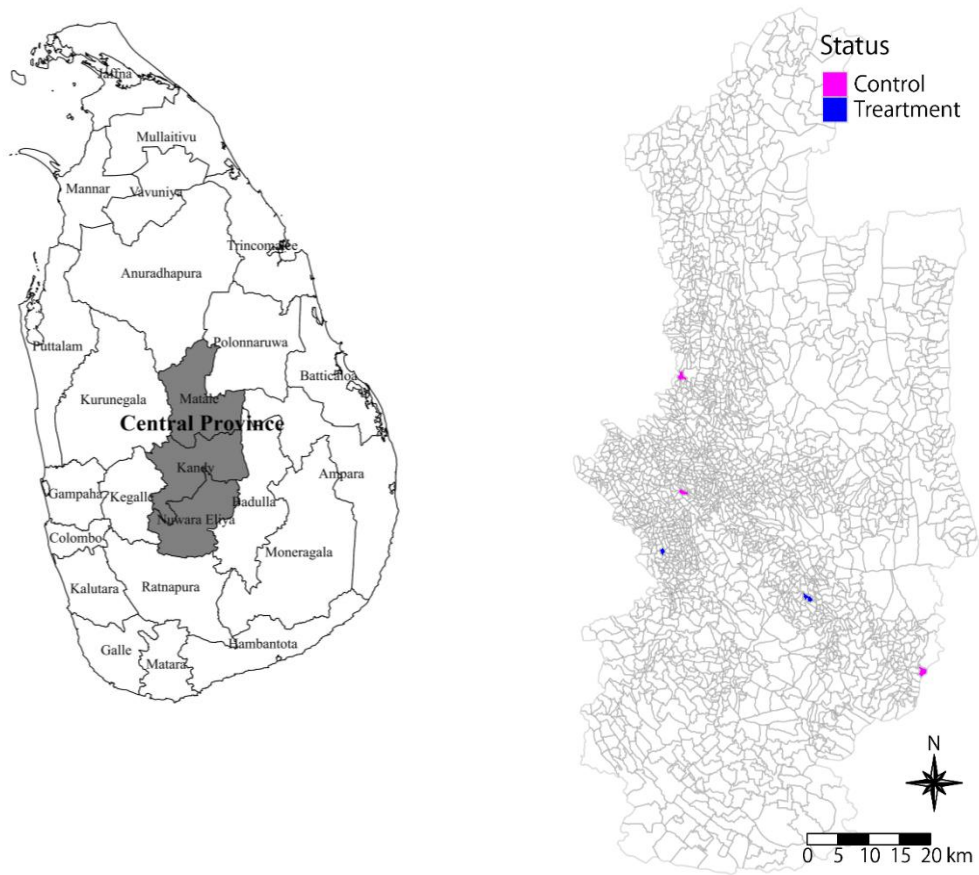 Jaffna
Mullaitivu
Mannar
Vavuniya
Trincomalee
Anuradhapura
Puttalam
Polonnaruwa
Batticaloa
Kurunegala
Matale
Central Province
Kandy
Ampara
Gampaha
Kegalle
Badulla
Nuwara Eliya
Colombo
Moneragala
Kalutara
Ratnapura
Hambantota
Galle
Matara
Status
Control
Treartment
N
0 5 10 15 20 km